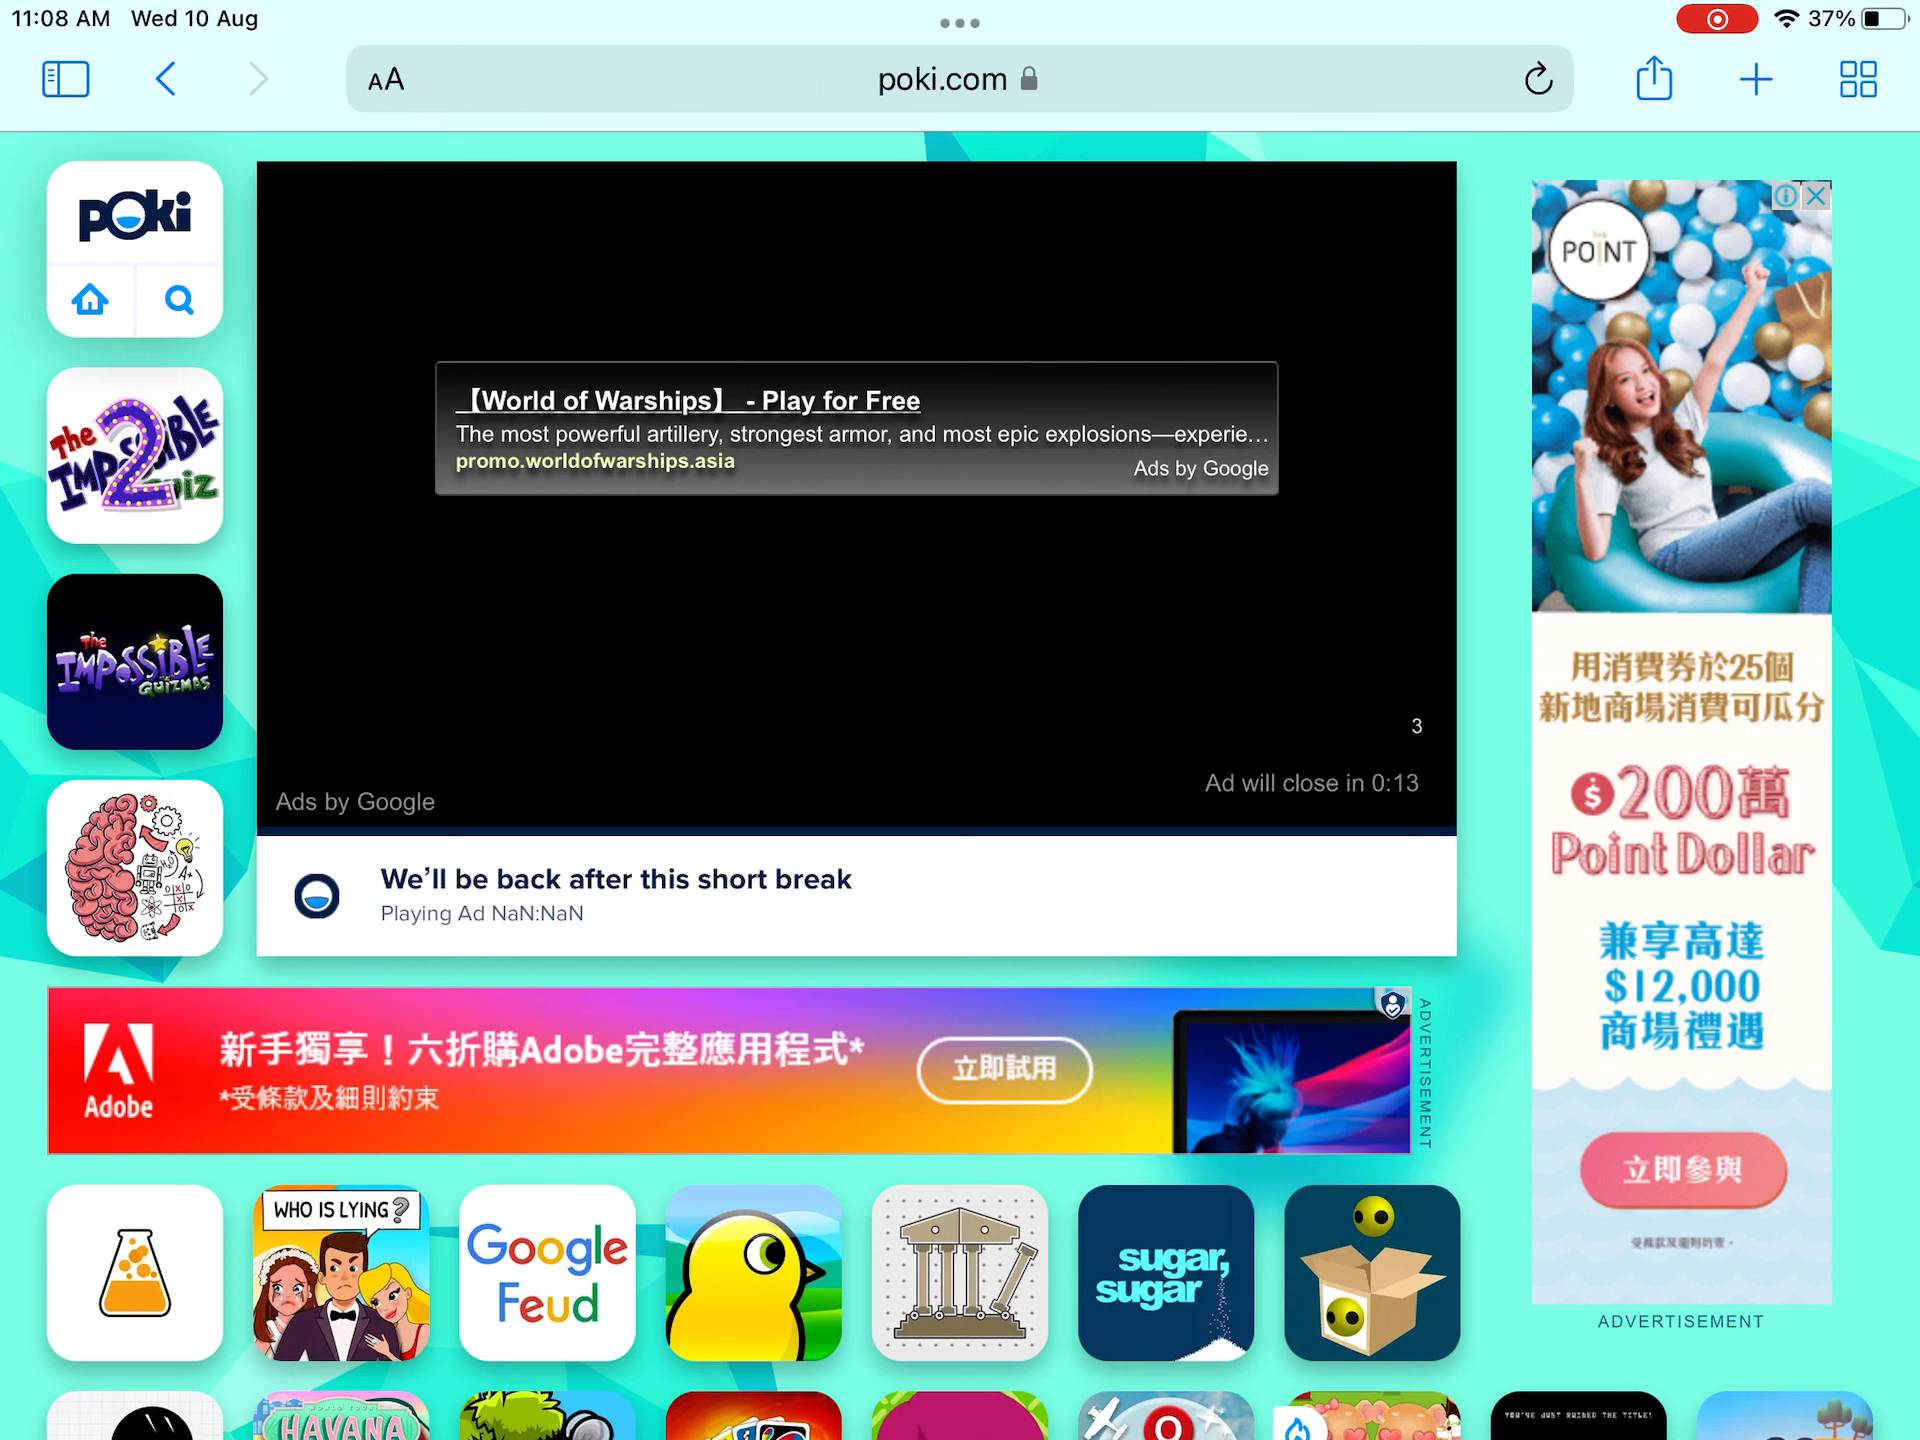 11:08 AM Wed 10 Aug
37%
AA
poki.com
poki
The IMPOSSIBLE Quiz 2
The IMPOSSIBLE QUIZMAS
【World of Warships】 - Play for Free
The most powerful artillery, strongest armor, and most epic explosions—experie...
promo.worldofwarships.asia
Ads by Google
3
Ad will close in 0:13
Ads by Google
We’ll be back after this short break
Playing Ad NaN:NaN
THE POINT
用消費券於25個
新地商場消費可瓜分
$200萬
Point Dollar
兼享高達
$12,000
商場禮遇
立即參與
ADVERTISEMENT
Adobe
新手獨享！六折購Adobe完整應用程式*
*受條款及細則約束
立即試用
ADVERTISEMENT
WHO IS LYING?
Google
Feud
sugar,
sugar
HAVANA
YOU'VE JUST RUINED THE TITLE!